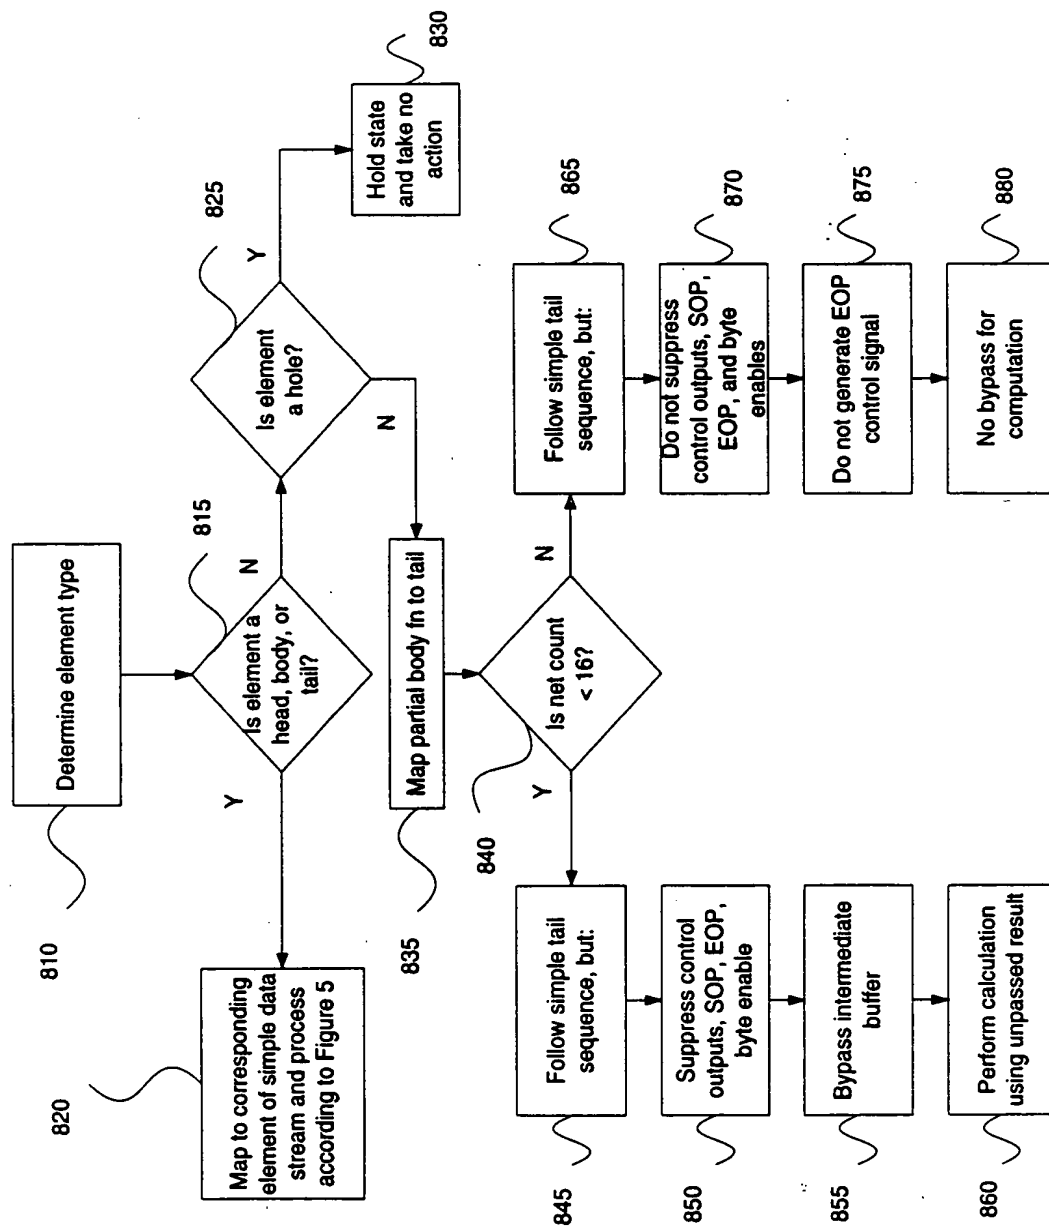 810
Determine element type
815
Is element a
head, body, or
tail?
Y
N
820
Map to corresponding
element of simple data
stream and process
according to Figure 5
825
Is element
a hole?
Y
N
830
Hold state
and take no
action
835
Map partial body fn to tail
840
Is net count
< 16?
Y
N
845
Follow simple tail
sequence, but:
850
Suppress control
outputs, SOP, EOP,
byte enable
855
Bypass intermediate
buffer
860
Perform calculation
using unpassed result
865
Follow simple tail
sequence, but:
870
Do not suppress
control outputs, SOP,
EOP, and byte
enables
875
Do not generate EOP
control signal
880
No bypass for
computation